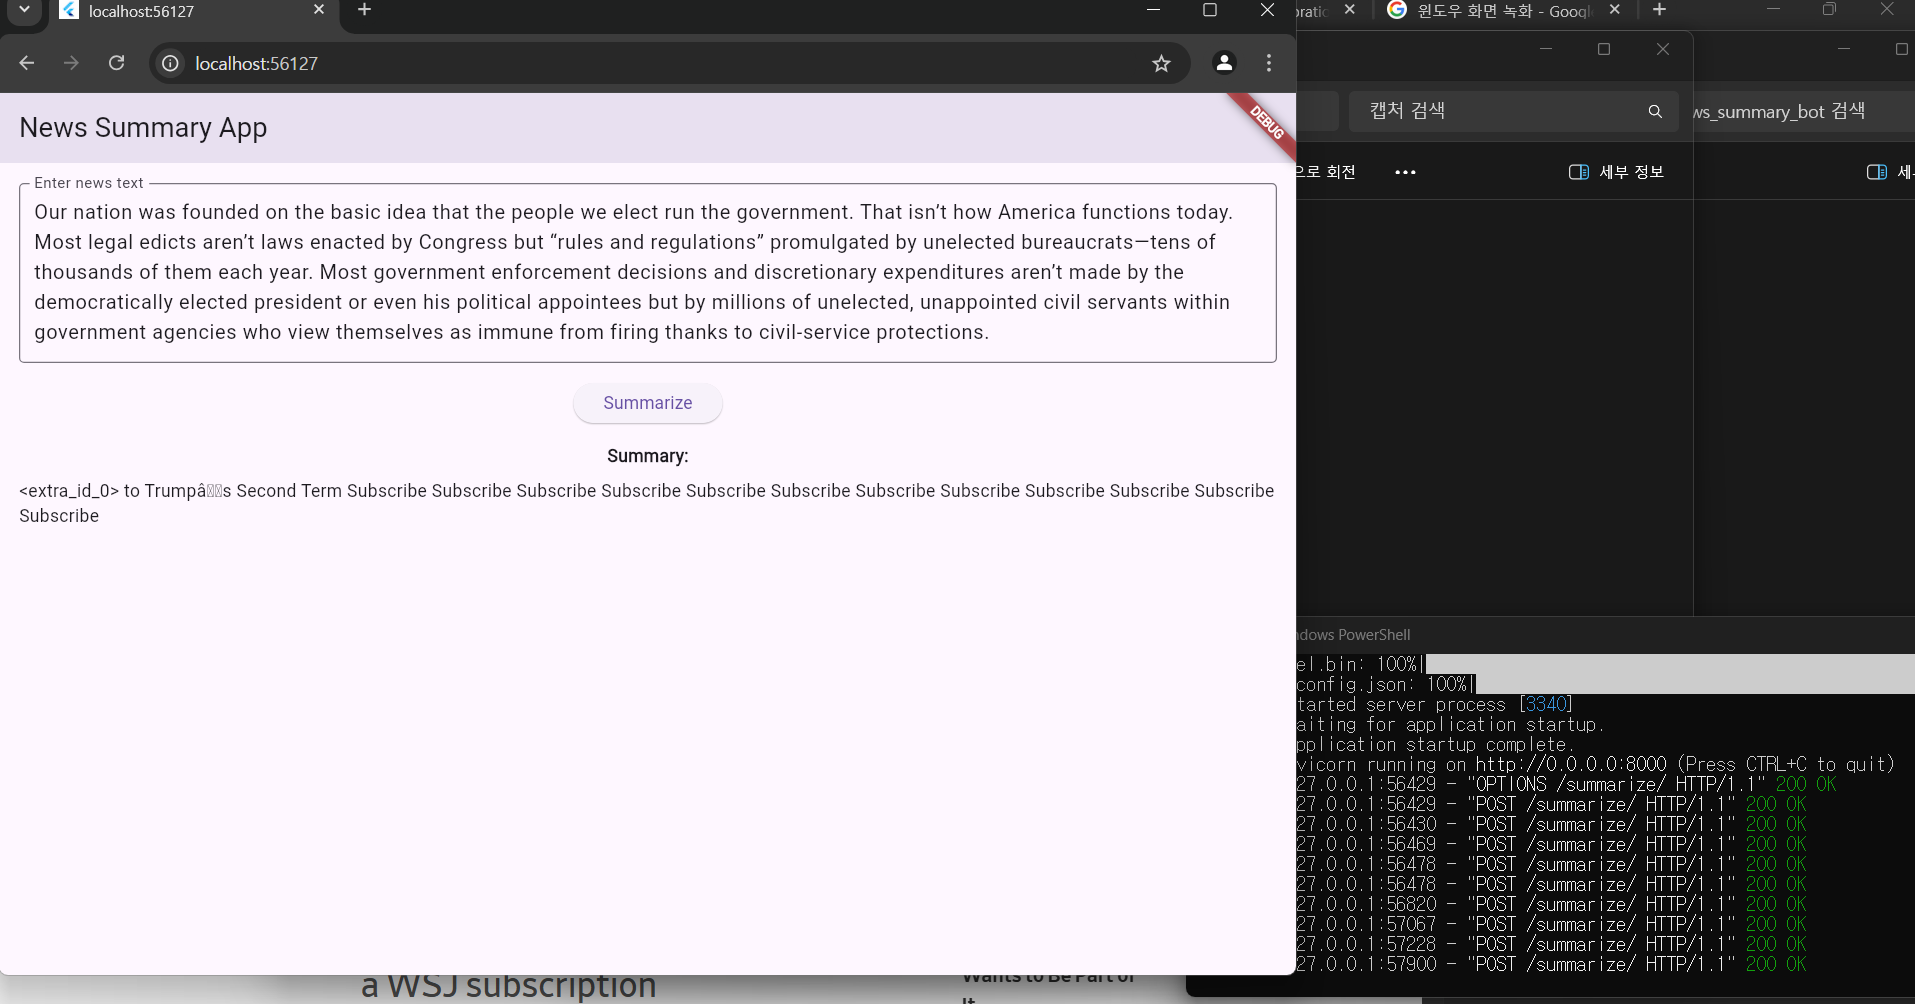 localhost:56127
윈도우 화면 녹화 - Googl
localhost:56127
News Summary App
DEBUG
캡처 검색
ws_summary_bot 검색
으로 회전
세부 정보
Enter news text
Our nation was founded on the basic idea that the people we elect run the government. That isn’t how America functions today.
Most legal edicts aren’t laws enacted by Congress but “rules and regulations” promulgated by unelected bureaucrats—tens of
thousands of them each year. Most government enforcement decisions and discretionary expenditures aren’t made by the
democratically elected president or even his political appointees but by millions of unelected, unappointed civil servants within
government agencies who view themselves as immune from firing thanks to civil-service protections.
Summarize
Summary:
<extra_id_0> to Trumpâ▯▯s Second Term Subscribe Subscribe Subscribe Subscribe Subscribe Subscribe Subscribe Subscribe Subscribe Subscribe Subscribe
Subscribe
ndows PowerShell
el.bin: 100%|
config.json: 100%|
tarted server process [3340]
aiting for application startup.
pplication startup complete.
vicorn running on http://0.0.0.0:8000 (Press CTRL+C to quit)
27.0.0.1:56429 - "OPTIONS /summarize/ HTTP/1.1" 200 OK
27.0.0.1:56429 - "POST /summarize/ HTTP/1.1" 200 OK
27.0.0.1:56430 - "POST /summarize/ HTTP/1.1" 200 OK
27.0.0.1:56469 - "POST /summarize/ HTTP/1.1" 200 OK
27.0.0.1:56478 - "POST /summarize/ HTTP/1.1" 200 OK
27.0.0.1:56478 - "POST /summarize/ HTTP/1.1" 200 OK
27.0.0.1:56820 - "POST /summarize/ HTTP/1.1" 200 OK
27.0.0.1:57067 - "POST /summarize/ HTTP/1.1" 200 OK
27.0.0.1:57228 - "POST /summarize/ HTTP/1.1" 200 OK
27.0.0.1:57900 - "POST /summarize/ HTTP/1.1" 200 OK
a WSJ subscription
Wants to Be Part of